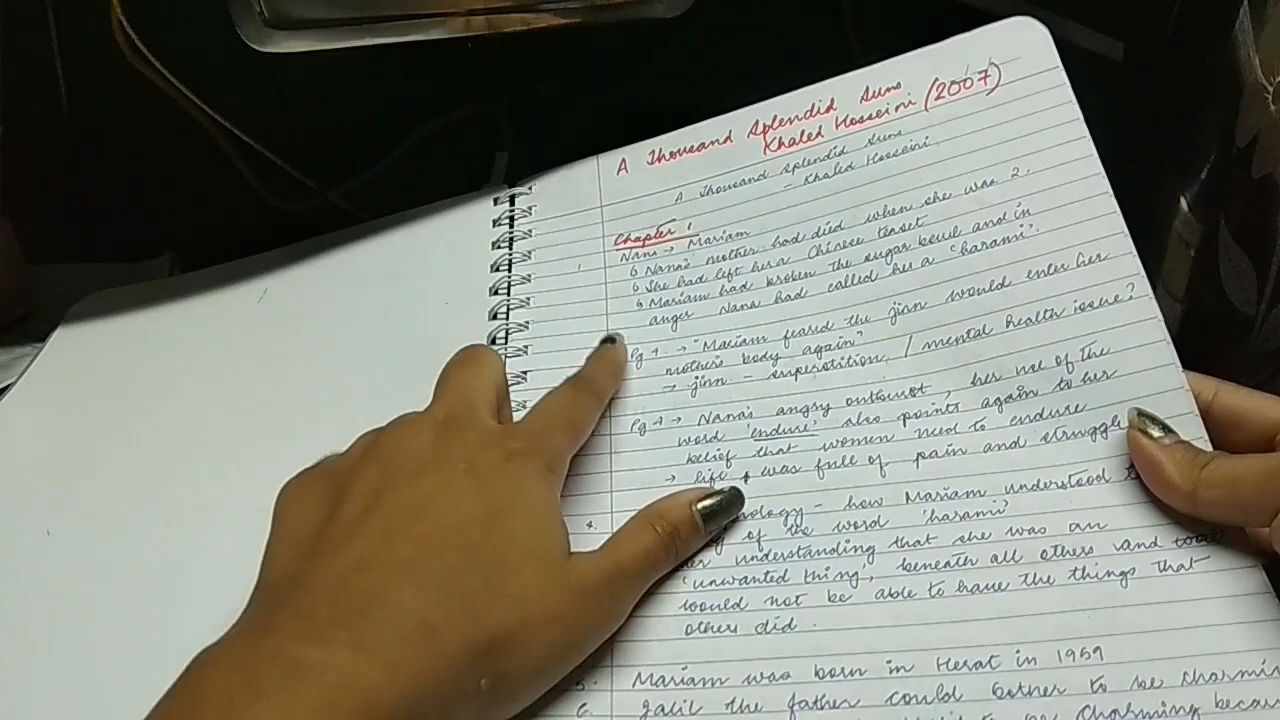 A Thousand Splendid Suns
Khaled Hosseini (2007)
A Thousand Splendid Suns
- Khaled Hosseini
Chapter 1
Nana → Mariam
↳ Nana's mother had died when she was 2.
↳ She had left her a Chinese teaset
↳ Mariam had broken the sugar bowl and in
anger Nana had called her a 'harami'.
Pg 4. → "Mariam feared the jinn would enter her
mother's body again"
→ jinn - superstition / mental health issue?
Pg 4 → Nana's angry outburst, her use of the
word 'endure' also points again to her
belief that women need to endure
→ life was full of pain and struggle
4. - how Mariam understood
of the word 'harami'
understanding that she was an
'unwanted thing', beneath all others and
would not be able to have the things that
others did.
5. Mariam was born in Herat in 1959
6. Jalil the father could bother to be
charming